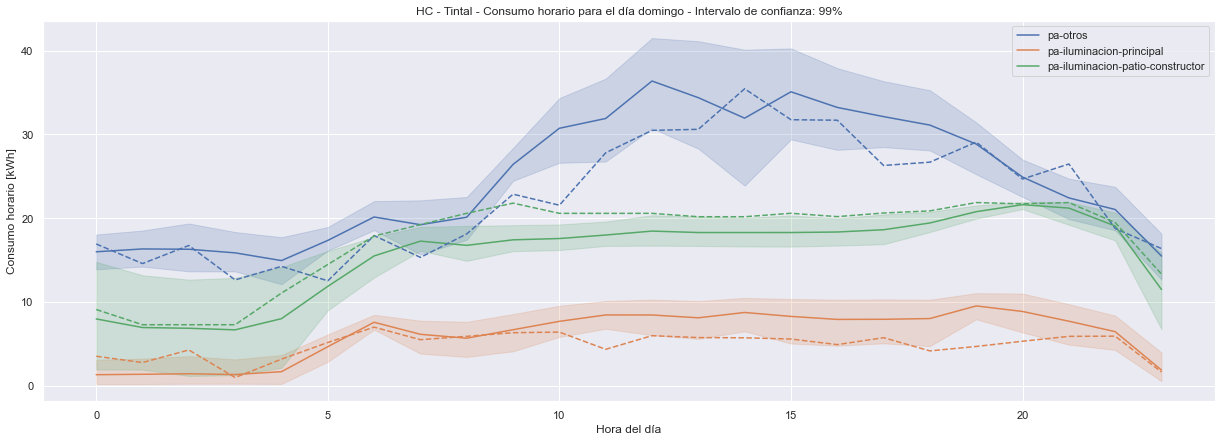 HC - Tintal - Consumo horario para el día domingo - Intervalo de confianza: 99%
pa-otros
pa-iluminacion-principal
pa-iluminacion-patio-constructor
Consumo horario [kWh]
40
30
20
10
0
0 5 10 15 20
Hora del día